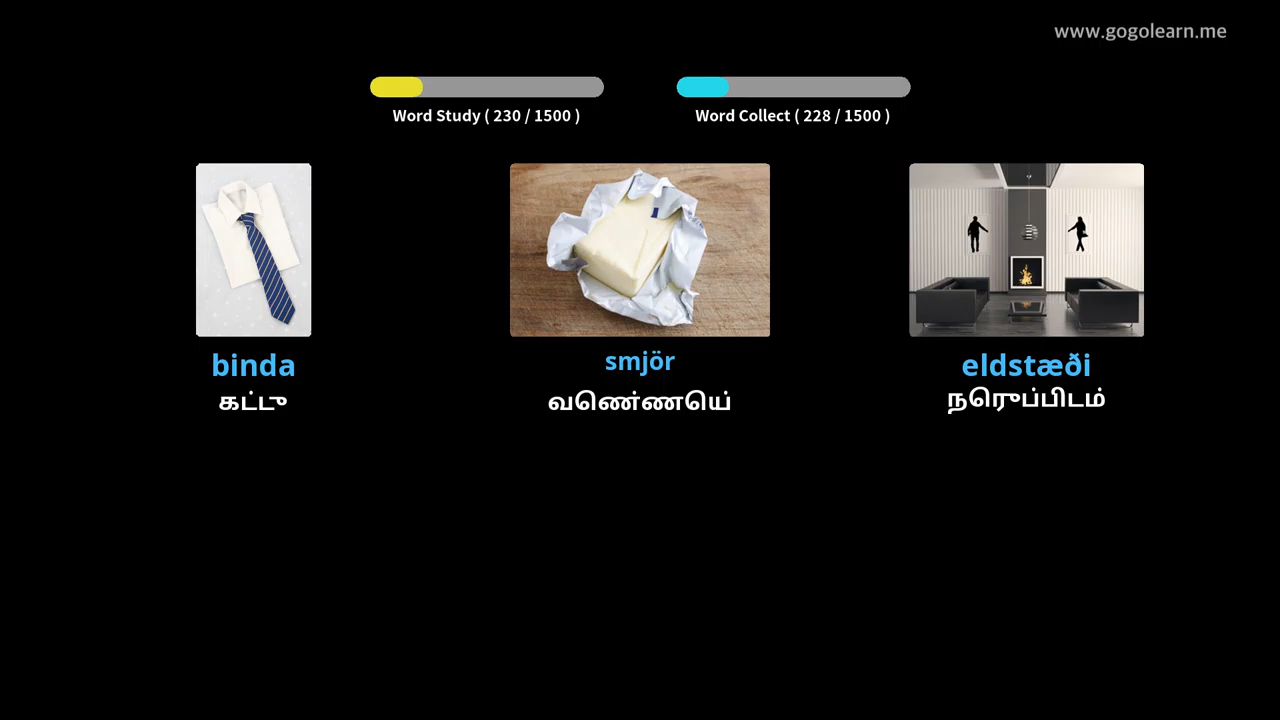 www.gogolearn.me
Word Study ( 230 / 1500 )
Word Collect ( 228 / 1500 )
binda
smjör
eldstæði
கட்டு
வெண்ணெய்
நெருப்பிடம்